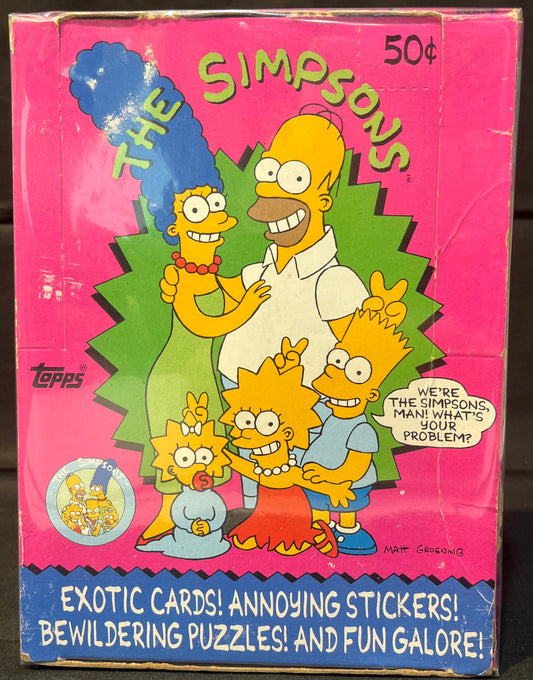 THE SIMPSONS™
50¢
topps®
WE'RE
THE SIMPSONS,
MAN! WHAT'S
YOUR
PROBLEM?
THE SIMPSONS
MATT GROENING
EXOTIC CARDS! ANNOYING STICKERS!
BEWILDERING PUZZLES! AND FUN GALORE!